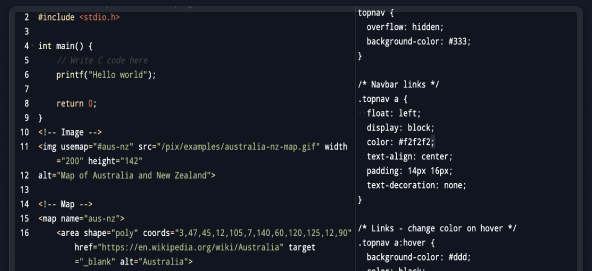 2 #include <stdio.h>
3
4 int main() {
5 // Write C code here
6 printf("Hello world");
7
8 return 0;
9 }
10 <!-- Image -->
11 <img usemap="#aus-nz" src="/pix/examples/australia-nz-map.gif" width
="200" height="142"
12 alt="Map of Australia and New Zealand">
13
14 <!-- Map -->
15 <map name="aus-nz">
16 <area shape="poly" coords="3,47,45,12,105,7,140,60,120,125,12,90"
href="https://en.wikipedia.org/wiki/Australia" target
="_blank" alt="Australia">
topnav {
overflow: hidden;
background-color: #333;
}
/* Navbar links */
.topnav a {
float: left;
display: block;
color: #f2f2f2;
text-align: center;
padding: 14px 16px;
text-decoration: none;
}
/* Links - change color on hover */
.topnav a:hover {
background-color: #ddd;
color: black;